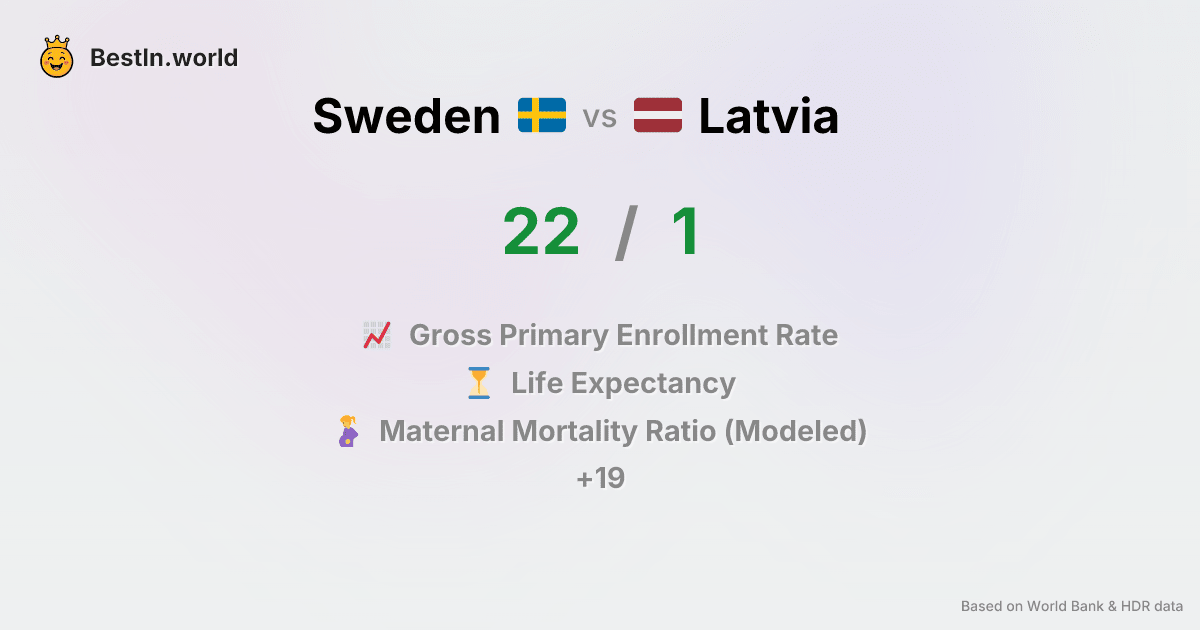 BestIn.world
Sweden vs Latvia
22 / 1
Gross Primary Enrollment Rate
Life Expectancy
Maternal Mortality Ratio (Modeled)
+19
Based on World Bank & HDR data